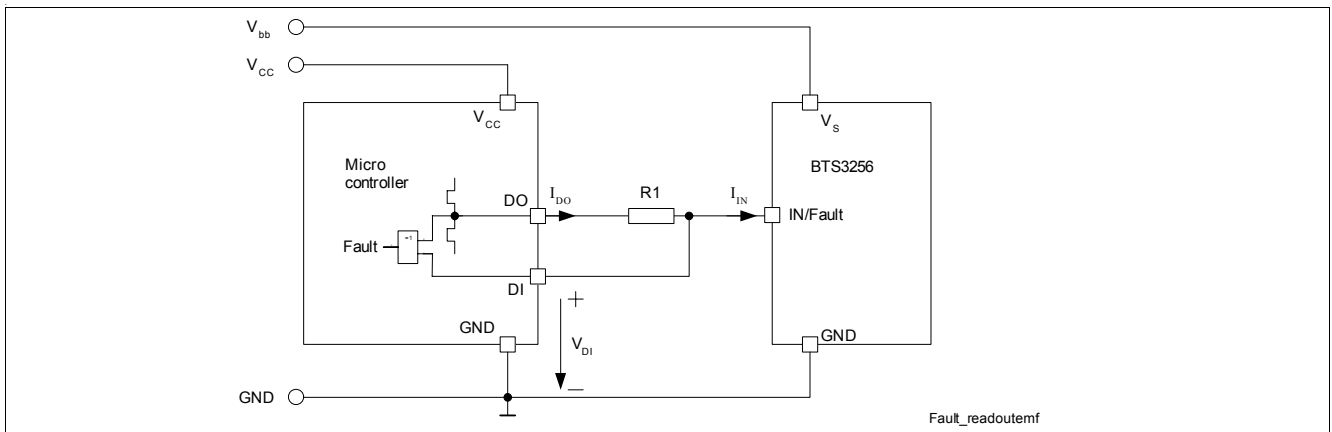 V_bb
V_CC
V_CC
V_S
Micro
controller
BTS3256
DO
I_DO
R1
I_IN
IN/Fault
=1
Fault
DI
+
GND
V_DI
GND
−
GND
Fault_readoutemf